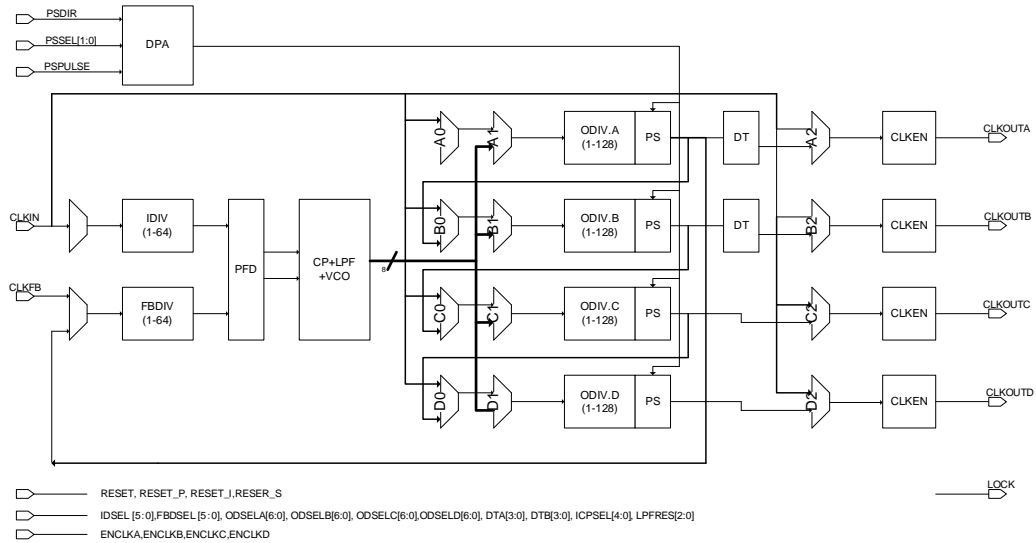 PSDIR
PSSEL[1:0]
PSPULSE
DPA
A0
A1
ODIV.A
(1-128)
PS
DT
A2
CLKEN
CLKOUTA
CLKIN
IDIV
(1-64)
B0
B1
ODIV.B
(1-128)
PS
DT
B2
CLKEN
CLKOUTB
PFD
CP+LPF
+VCO
8
CLKFB
FBDIV
(1-64)
C0
C1
ODIV.C
(1-128)
PS
C2
CLKEN
CLKOUTC
D0
D1
ODIV.D
(1-128)
PS
D2
CLKEN
CLKOUTD
LOCK
RESET, RESET_P, RESET_I,RESER_S
IDSEL [5:0],FBDSEL [5:0], ODSELA[6:0], ODSELB[6:0], ODSELC[6:0],ODSELD[6:0], DTA[3:0], DTB[3:0], ICPSEL[4:0], LPFRES[2:0]
ENCLKA,ENCLKB,ENCLKC,ENCLKD